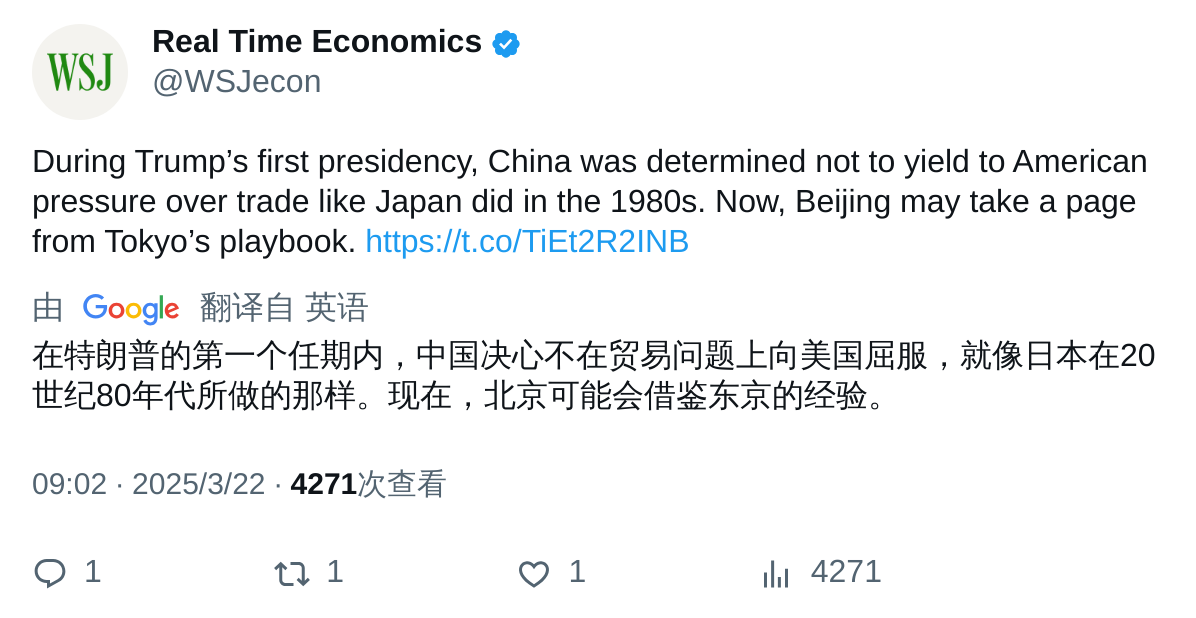 WSJ
Real Time Economics
@WSJecon
During Trump’s first presidency, China was determined not to yield to American
pressure over trade like Japan did in the 1980s. Now, Beijing may take a page
from Tokyo’s playbook. https://t.co/TiEt2R2INB
由 Google 翻译自 英语
在特朗普的第一个任期内，中国决心不在贸易问题上向美国屈服，就像日本在20
世纪80年代所做的那样。现在，北京可能会借鉴东京的经验。
09:02 · 2025/3/22 · 4271次查看
1 1 1 4271